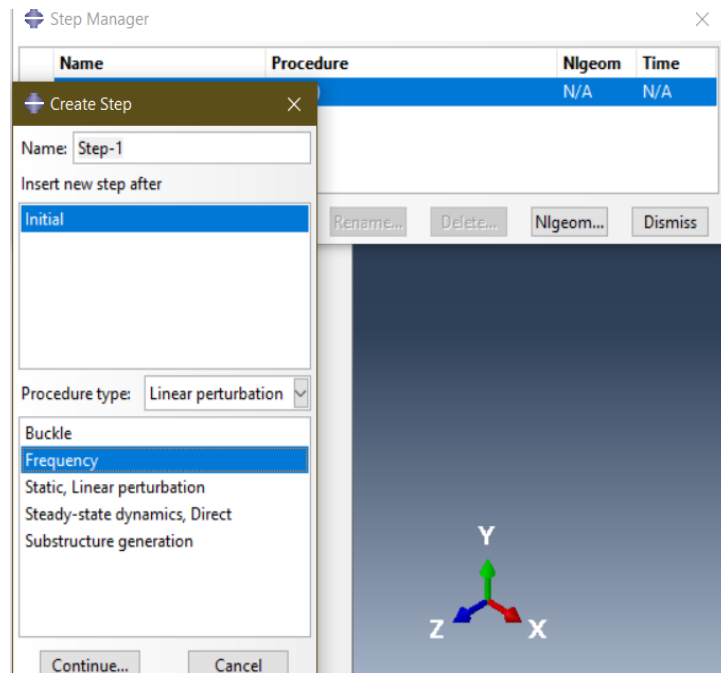 Step Manager
Name Procedure Nlgeom Time
) N/A N/A
Create Step
Name: Step-1
Insert new step after
Initial
Rename... Delete... Nlgeom... Dismiss
Procedure type: Linear perturbation
Buckle
Frequency
Static, Linear perturbation
Steady-state dynamics, Direct
Substructure generation
Y
Z X
Continue... Cancel